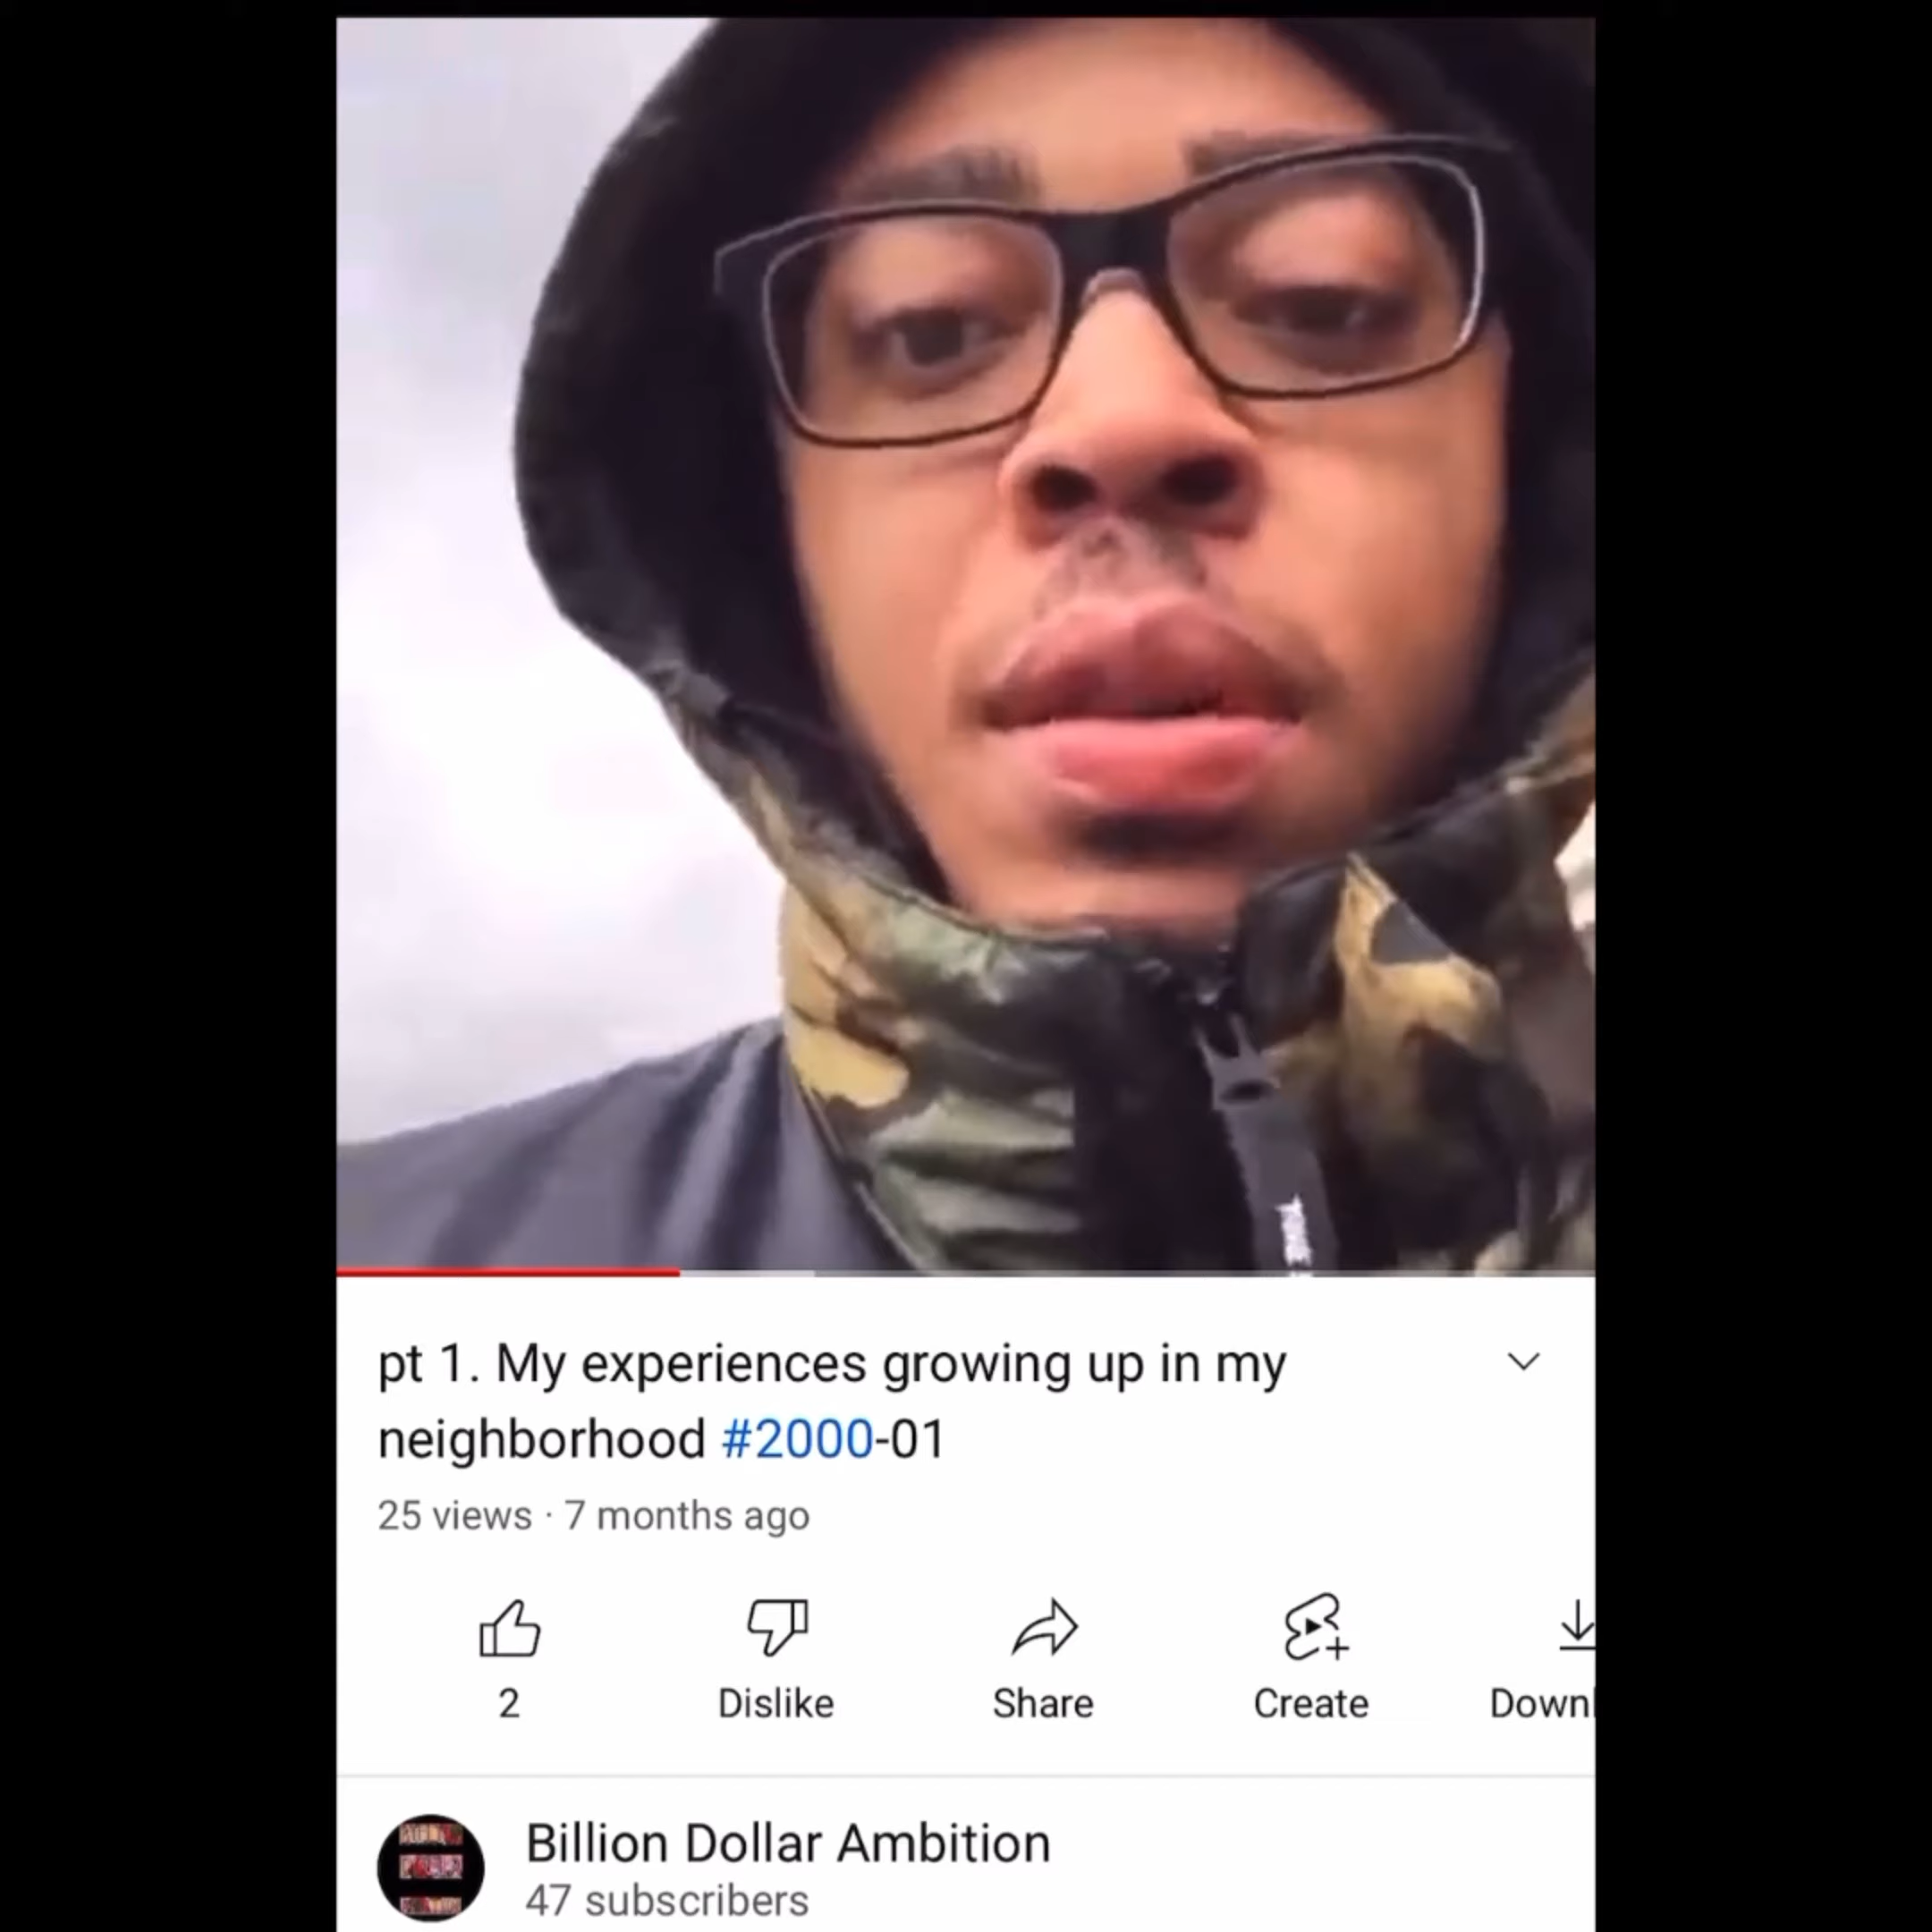 pt 1. My experiences growing up in my
neighborhood #2000-01
25 views · 7 months ago
2
Dislike
Share
Create
Downl
Billion Dollar Ambition
47 subscribers